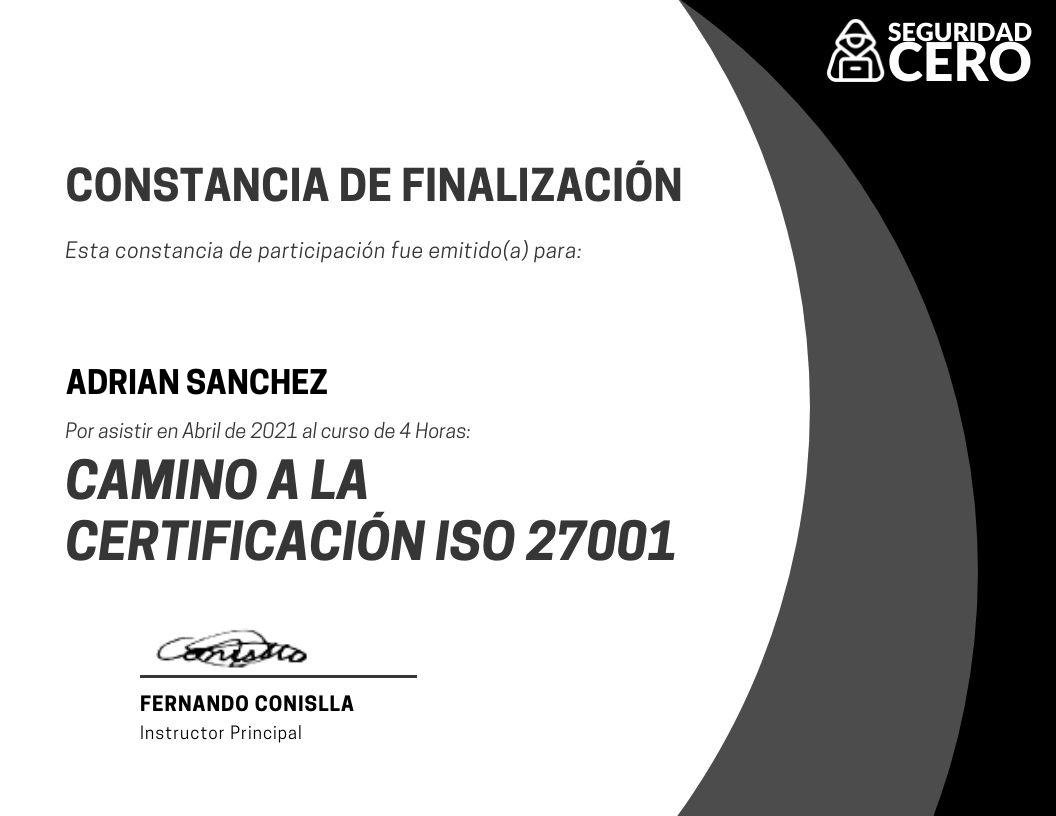 SEGURIDAD
CERO
CONSTANCIA DE FINALIZACIÓN
Esta constancia de participación fue emitido(a) para:
ADRIAN SANCHEZ
Por asistir en Abril de 2021 al curso de 4 Horas:
CAMINO A LA
CERTIFICACIÓN ISO 27001
Conislla
FERNANDO CONISLLA
Instructor Principal